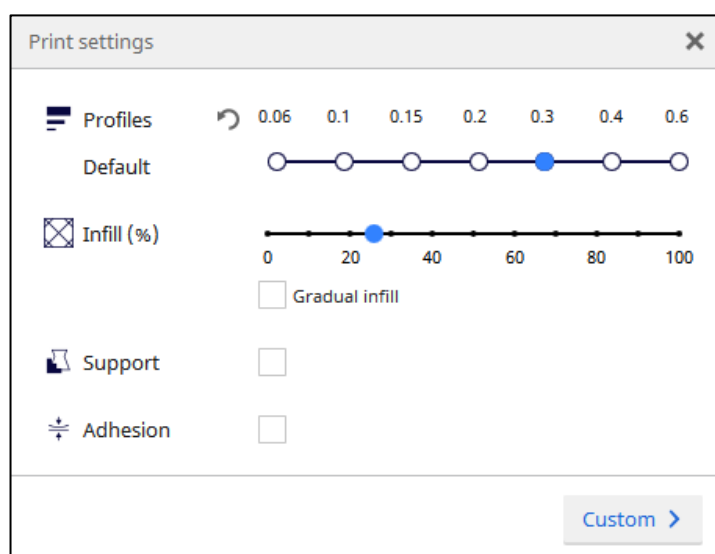 Print settings
Profiles 0.06 0.1 0.15 0.2 0.3 0.4 0.6
Default
Infill (%)
0 20 40 60 80 100
Gradual infill
Support
Adhesion
Custom